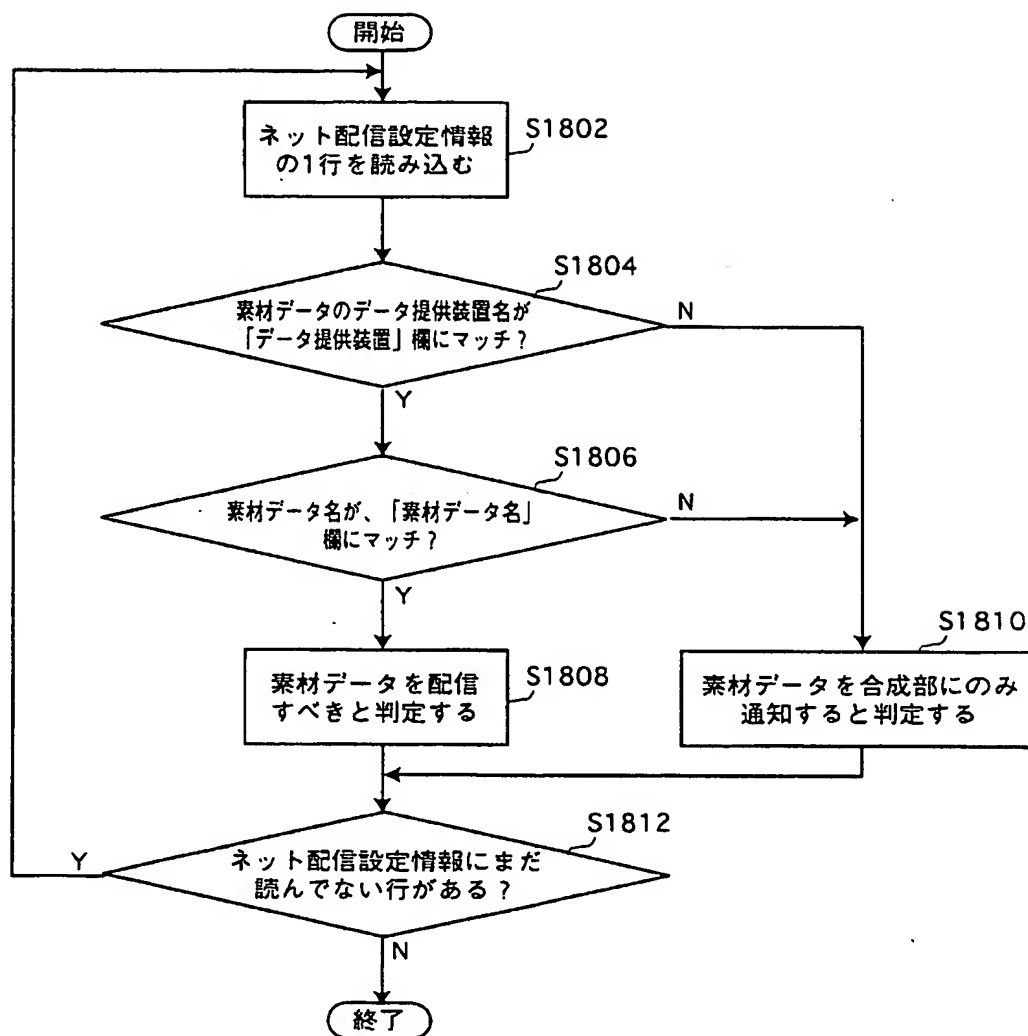 開始
ネット配信設定情報
の1行を読み込む
S1802
S1804
素材データのデータ提供装置名が
「データ提供装置」欄にマッチ?
N
Y
S1806
素材データ名が、「素材データ名」
欄にマッチ?
N
Y
素材データを配信
すべきと判定する
S1808
S1810
素材データを合成部にのみ
通知すると判定する
S1812
ネット配信設定情報にまだ
読んでない行がある?
Y
N
終了